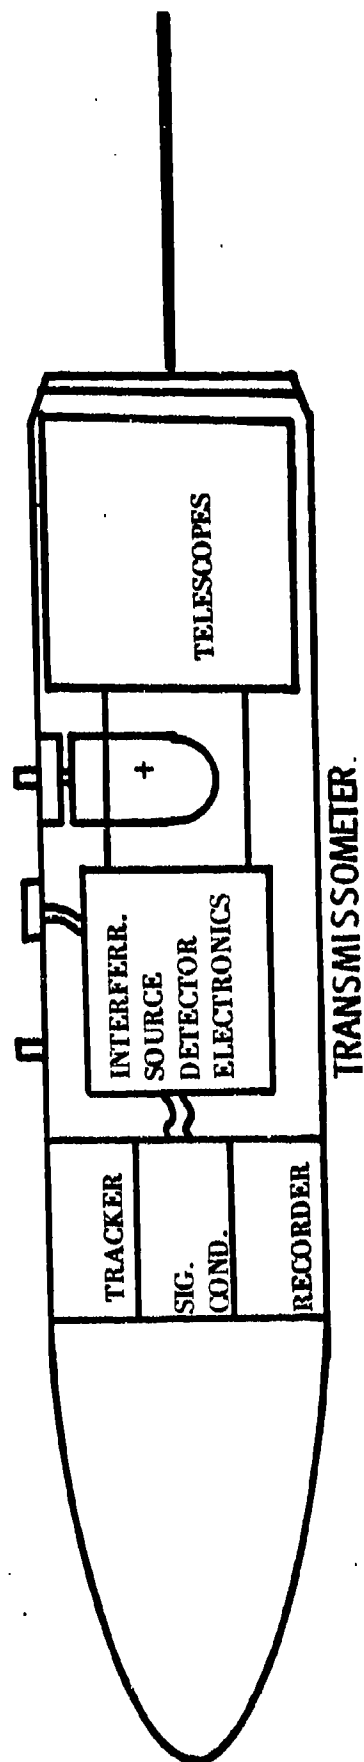 TRACKER
SIG.
COND.
RECORDER
INTERFERR.
SOURCE
DETECTOR
ELECTRONICS
+
TELESCOPES
TRANSMISSOMETER.